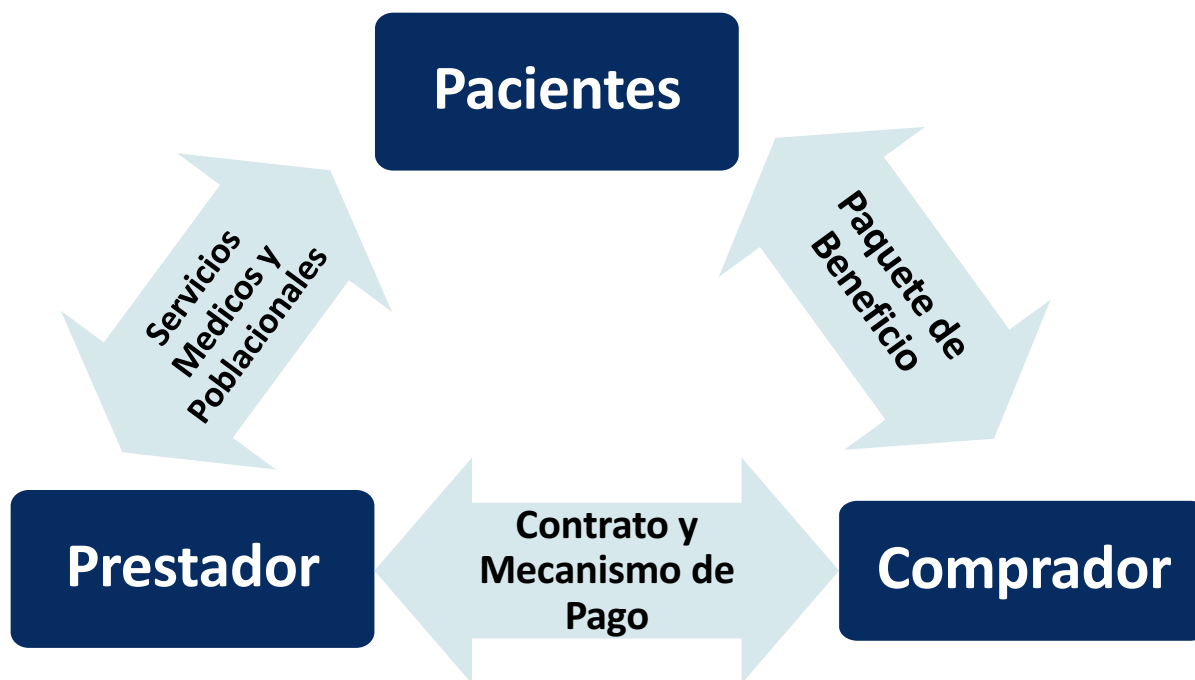 Pacientes
Servicios
Medicos y
Poblacionales
Paquete de
Beneficio
Prestador
Contrato y
Mecanismo de
Pago
Comprador